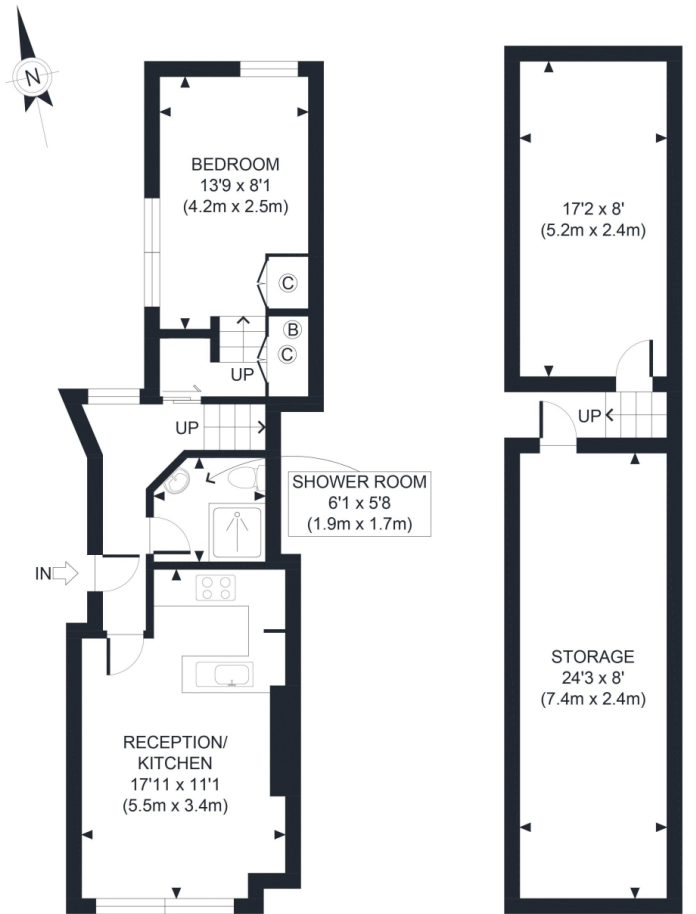 N
BEDROOM
13'9 x 8'1
(4.2m x 2.5m)
C
B
C
UP
UP
SHOWER ROOM
6'1 x 5'8
(1.9m x 1.7m)
IN
RECEPTION/
KITCHEN
17'11 x 11'1
(5.5m x 3.4m)
17'2 x 8'
(5.2m x 2.4m)
UP
STORAGE
24'3 x 8'
(7.4m x 2.4m)